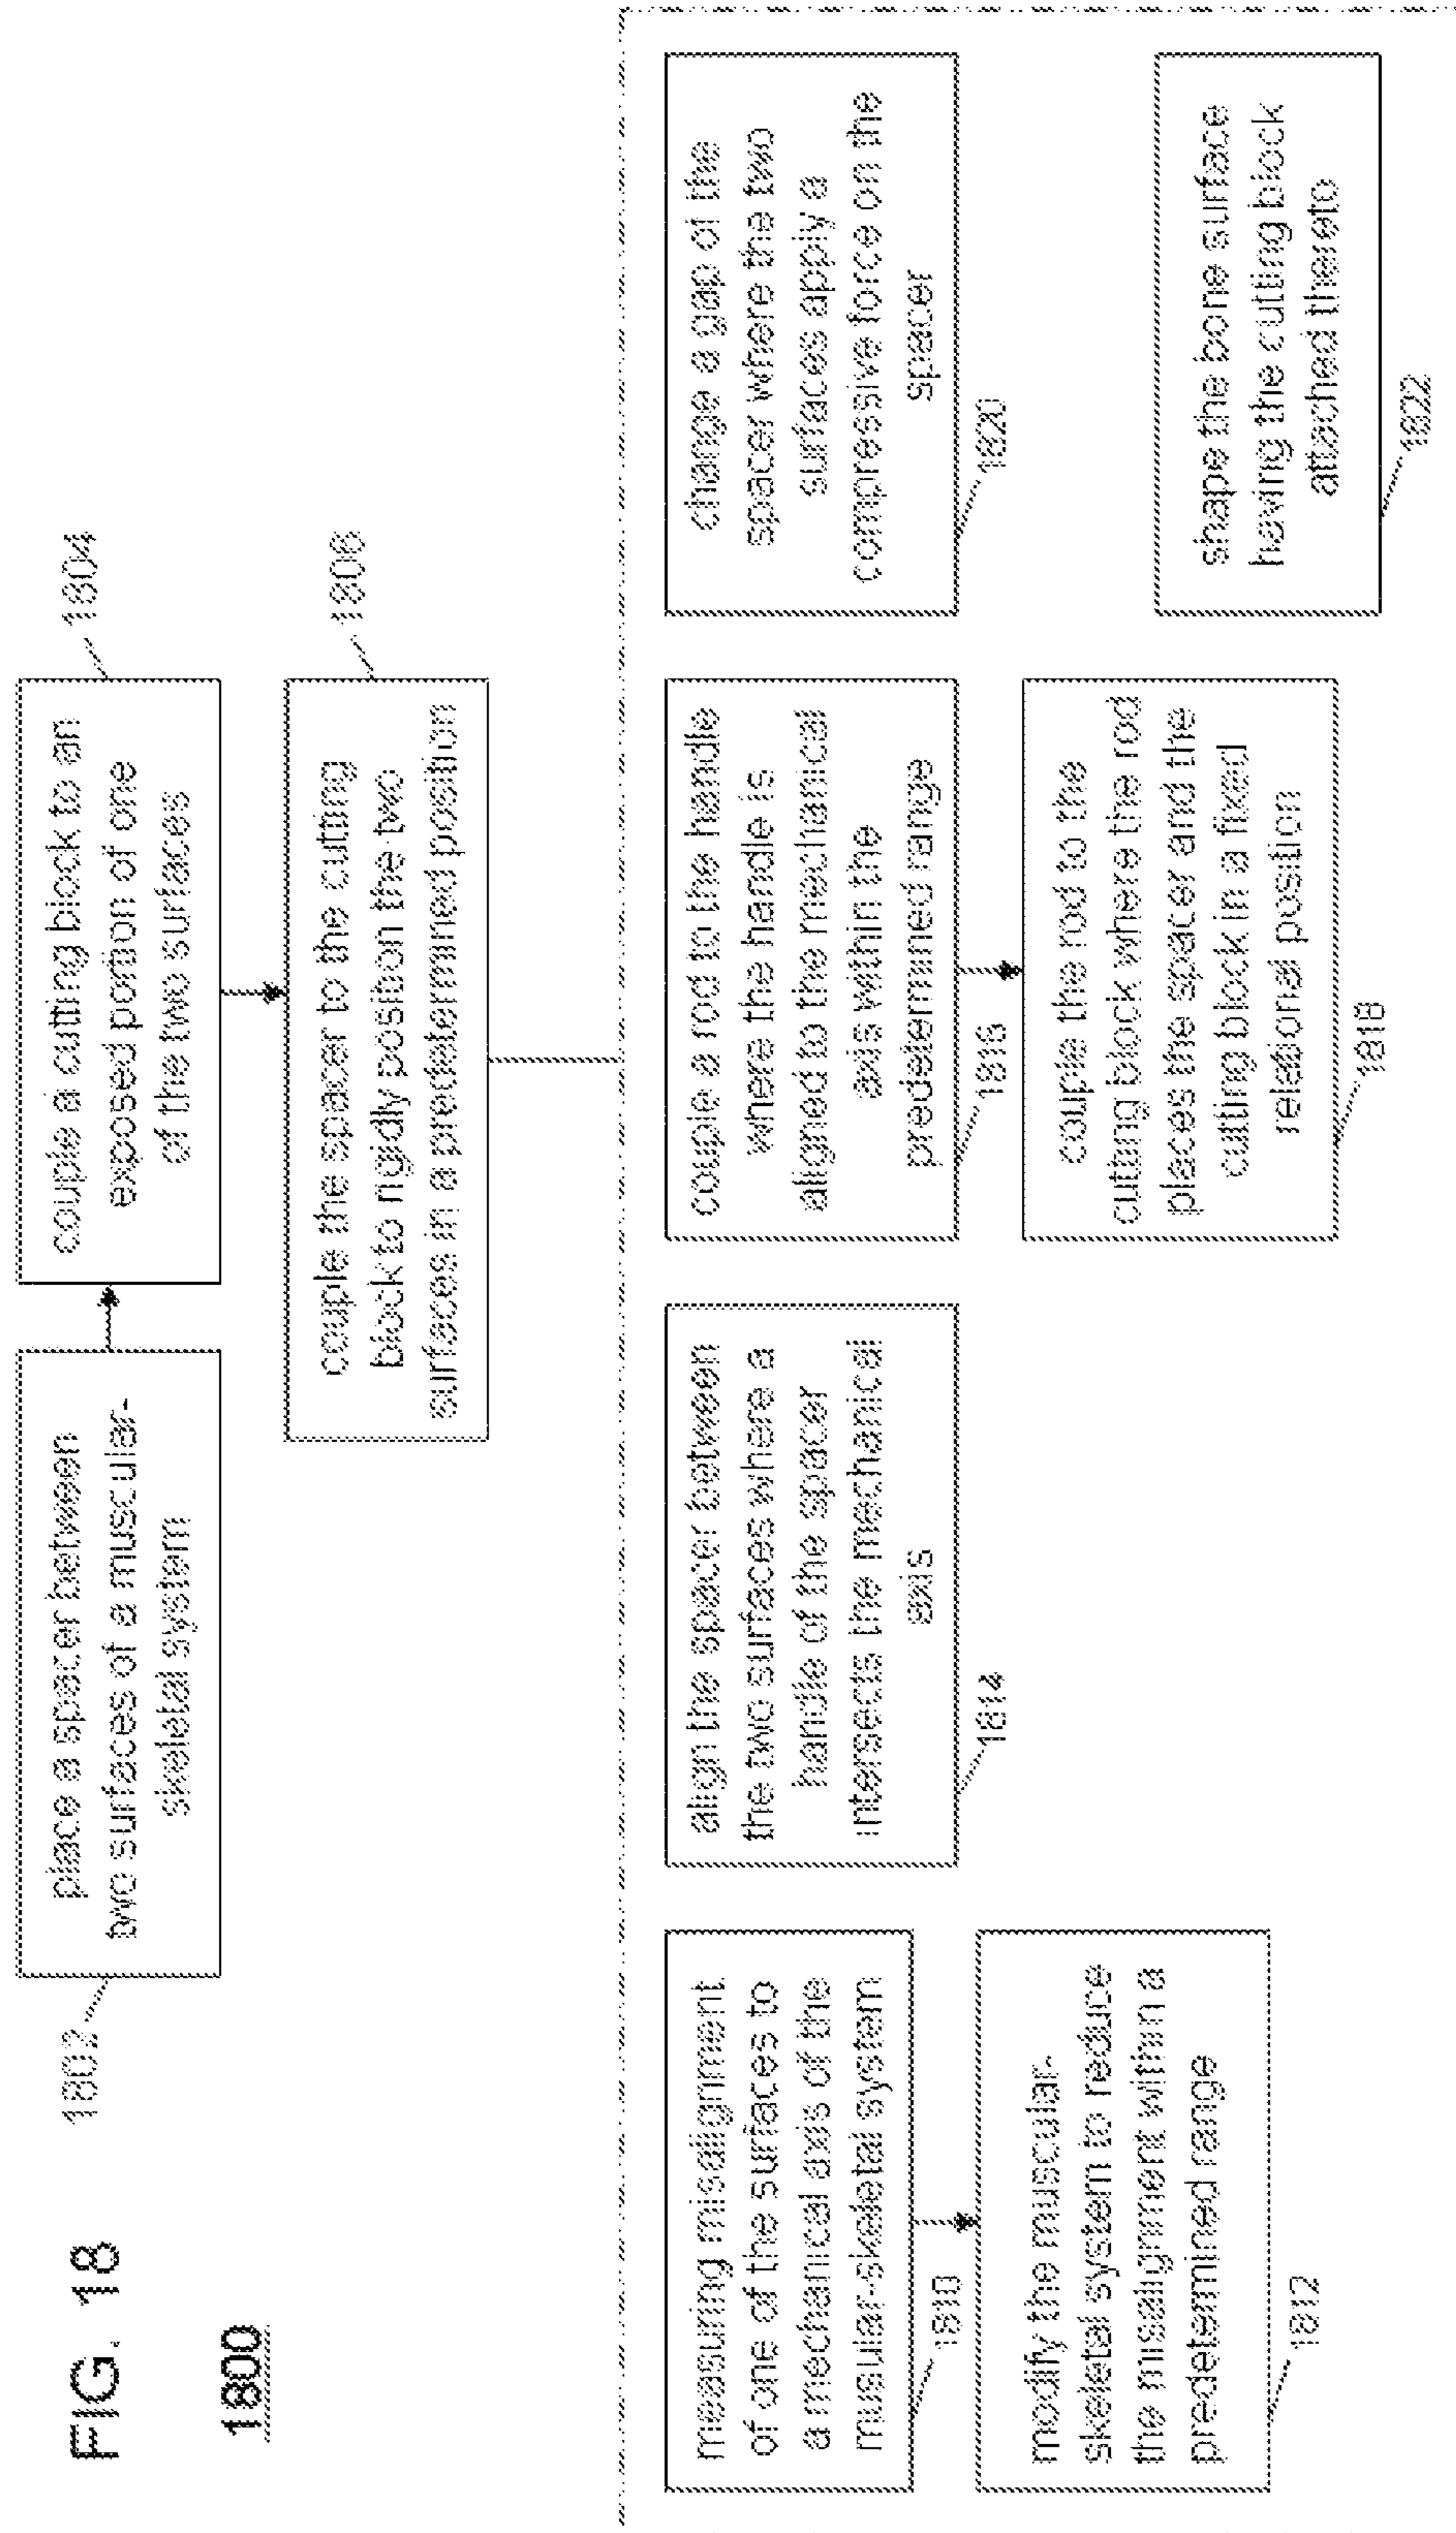 FIG. 18
1800
1802
place a spacer between
two surfaces of a muscular-
skeletal system
couple a cutting block to an
exposed portion of one
of the two surfaces
1804
couple the spacer to the cutting
block to rigidly position the two
surfaces in a predetermined position
1806
measuring misalignment
of one of the surfaces to
a mechanical axis of the
musular-skeletal system
1810
modify the muscular-
skeletal system to reduce
the misalignment within a
predetermined range
1812
align the spacer between
the two surfaces where a
handle of the spacer
intersects the mechanical
axis
1814
couple a rod to the handle
where the handle is
aligned to the mechanical
axis within the
predetermined range
1816
couple the rod to the
cutting block where the rod
places the spacer and the
cutting block in a fixed
relational position
1818
change a gap of the
spacer where the two
surfaces apply a
compressive force on the
spacer
1820
shape the bone surface
having the cutting block
attached thereto
1822